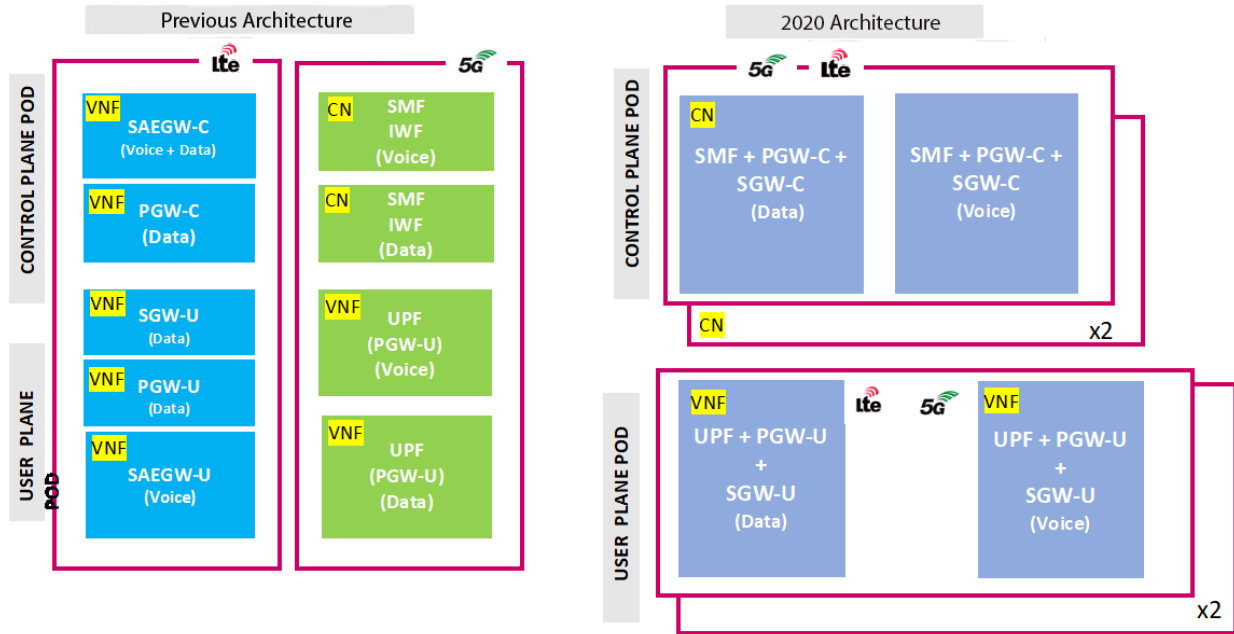 Previous Architecture
2020 Architecture
CONTROL PLANE POD
USER PLANE
POD
lte
VNF
SAEGW-C
(Voice + Data)
VNF
PGW-C
(Data)
VNF
SGW-U
(Data)
VNF
PGW-U
(Data)
VNF
SAEGW-U
(Voice)
5G
CN
SMF
IWF
(Voice)
CN
SMF
IWF
(Data)
VNF
UPF
(PGW-U)
(Voice)
VNF
UPF
(PGW-U)
(Data)
CONTROL PLANE POD
5G
lte
CN
SMF + PGW-C +
SGW-C
(Data)
SMF + PGW-C +
SGW-C
(Voice)
CN
x2
USER PLANE POD
VNF
UPF + PGW-U
+
SGW-U
(Data)
lte
5G
VNF
UPF + PGW-U
+
SGW-U
(Voice)
x2